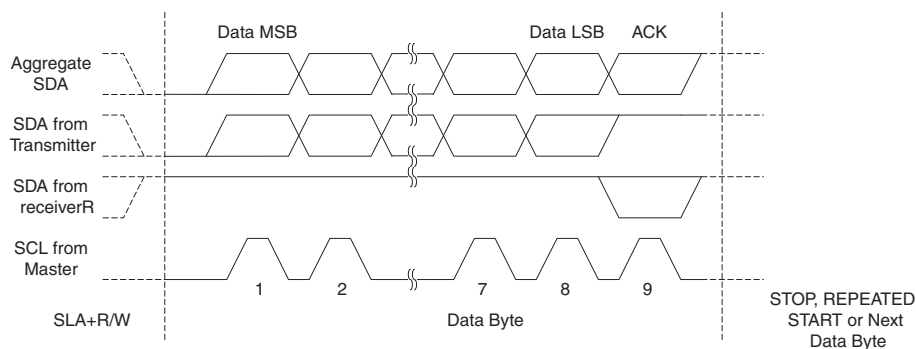 Data MSB
Data LSB
ACK
Aggregate
SDA
SDA from
Transmitter
SDA from
receiverR
SCL from
Master
1
2
7
8
9
SLA+R/W
Data Byte
STOP, REPEATED
START or Next
Data Byte